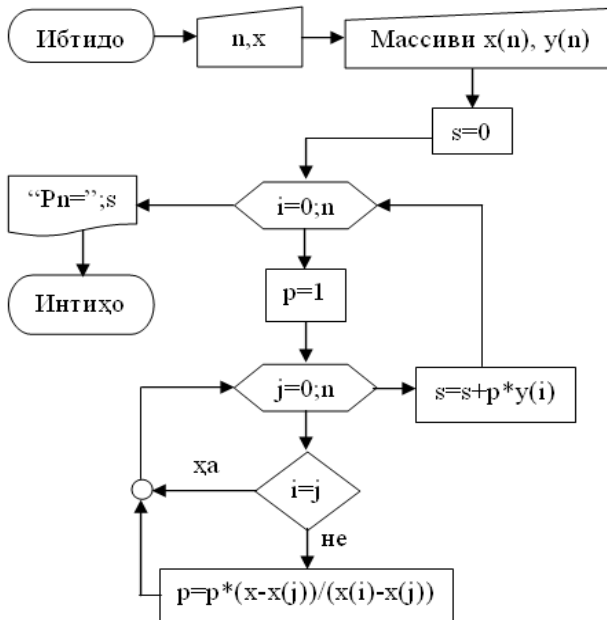 Ибтидо
n,x
Массиви x(n), y(n)
s=0
“Pn=”;s
i=0;n
Интиҳо
p=1
j=0;n
s=s+p*y(i)
ҳа
i=j
не
p=p*(x-x(j))/(x(i)-x(j))